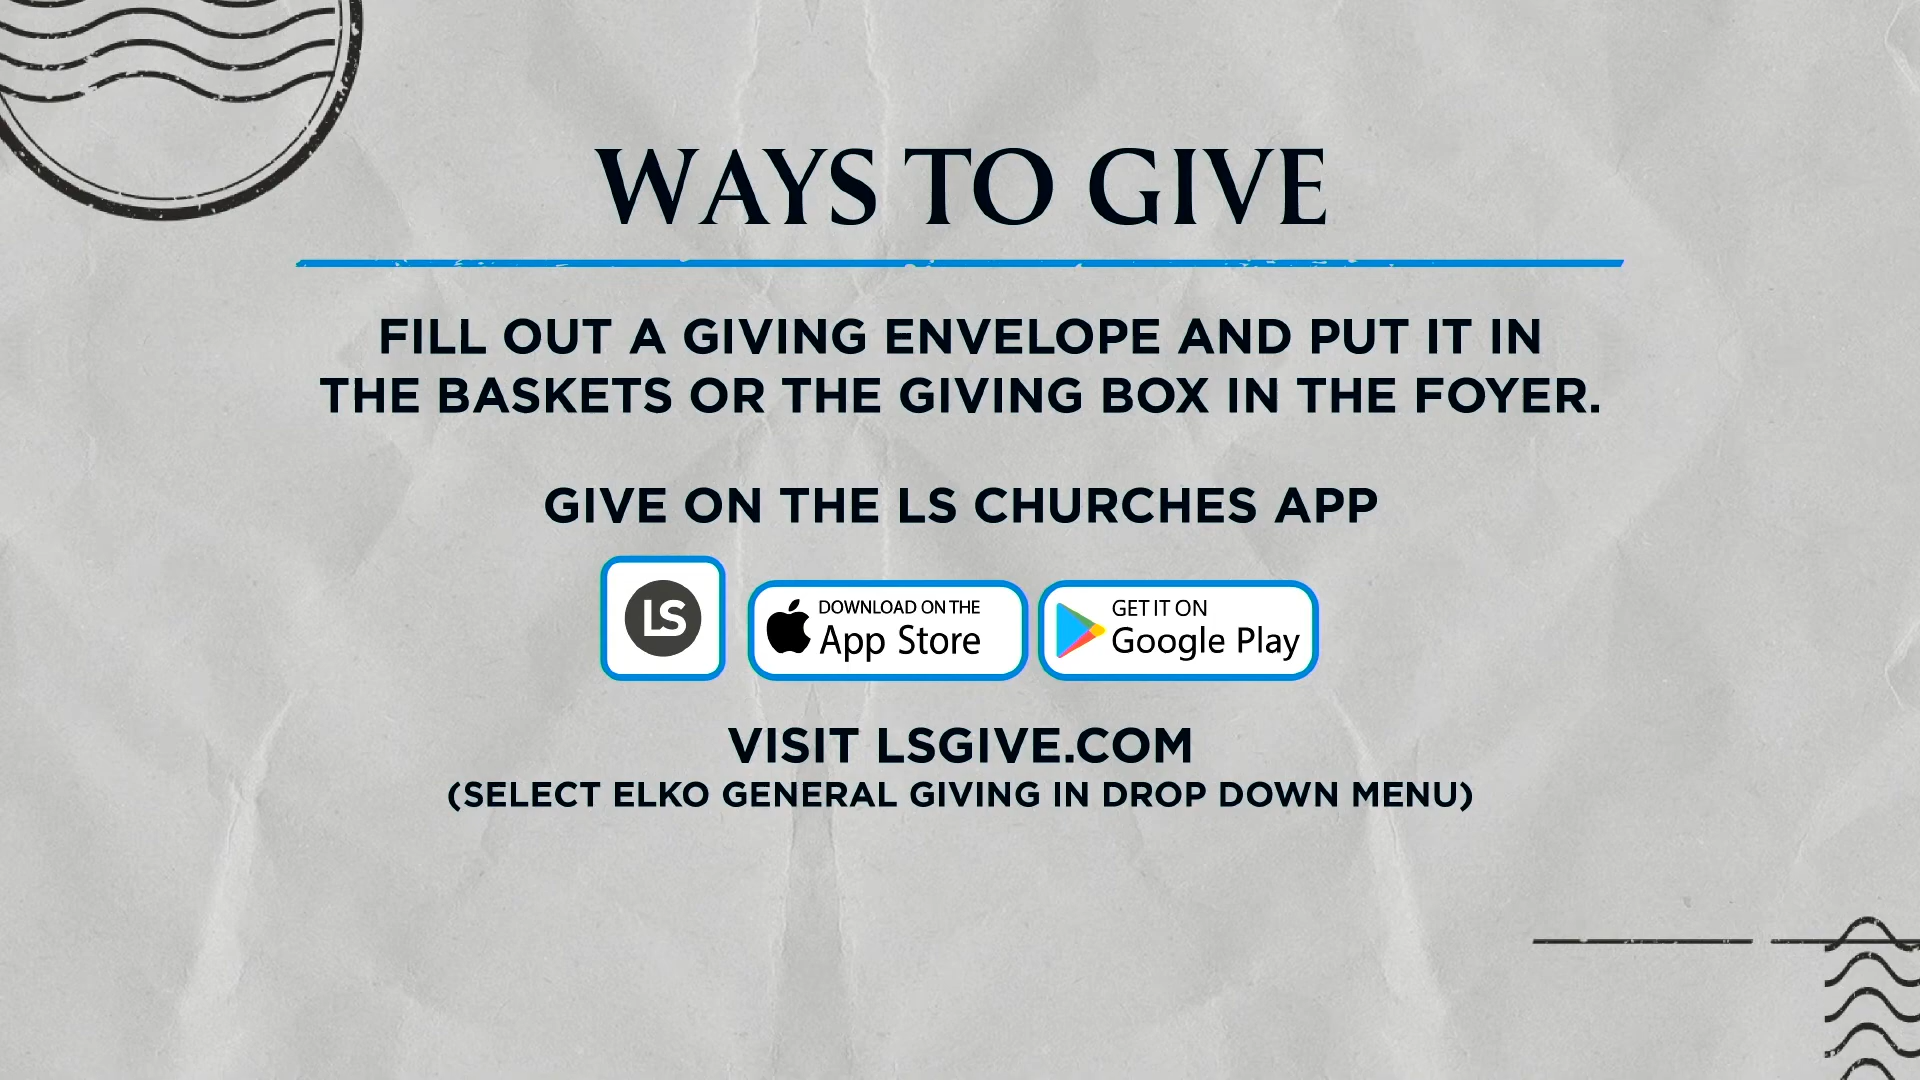 WAYS TO GIVE
FILL OUT A GIVING ENVELOPE AND PUT IT IN
THE BASKETS OR THE GIVING BOX IN THE FOYER.
GIVE ON THE LS CHURCHES APP
LS
DOWNLOAD ON THE
App Store
GET IT ON
Google Play
VISIT LSGIVE.COM
(SELECT ELKO GENERAL GIVING IN DROP DOWN MENU)